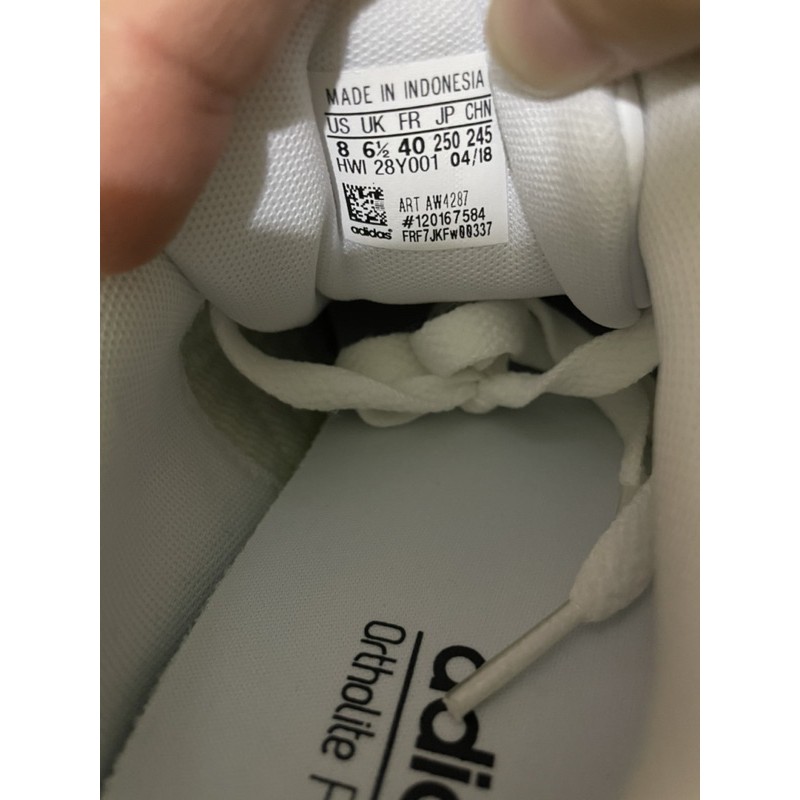 MADE IN INDONESIA
US UK FR JP CHN
8 6½ 40 250 245
HWI 28Y001 04/18
ART AW4287
#120167584
adidas
FRF7JKFW00337
Ortholite F
adid